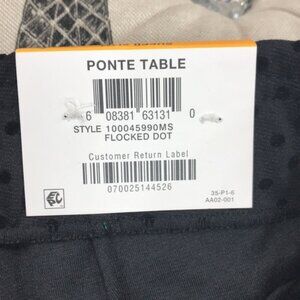 PONTE TABLE
6 08381 63131 0
STYLE 100045990MS
FLOCKED DOT
Customer Return Label
070025144526
35-P1-6
AA02-001